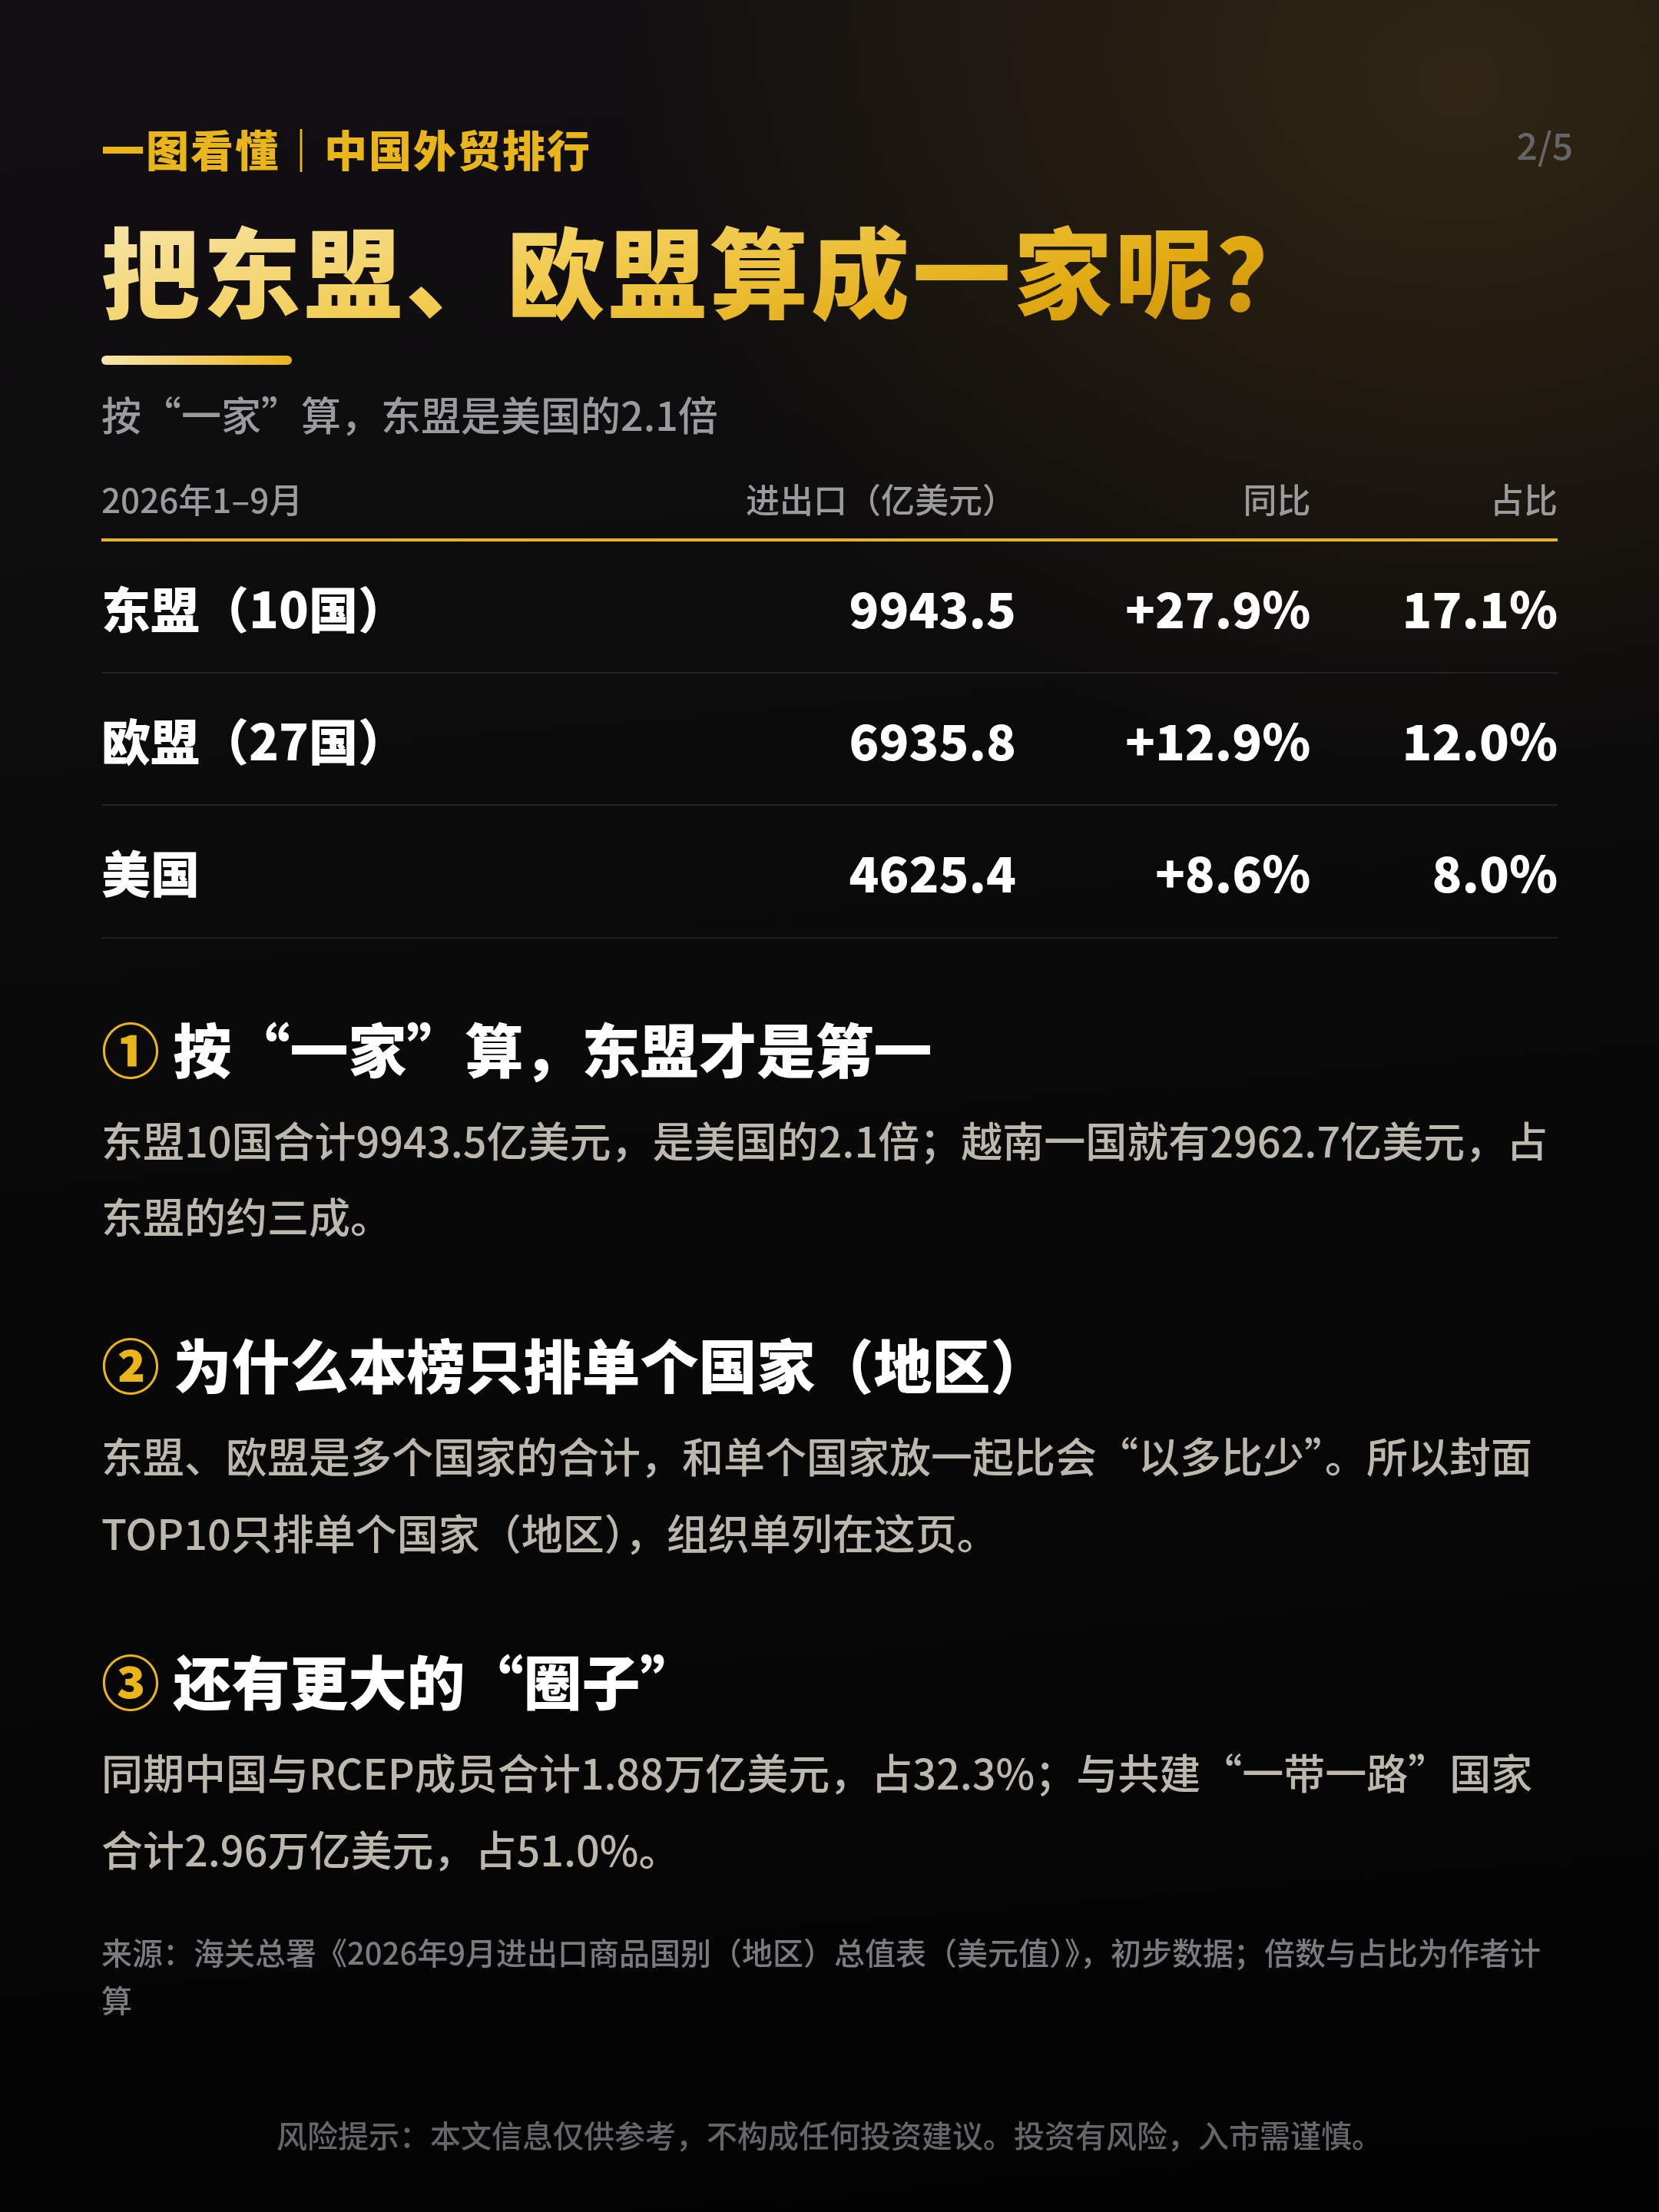 一图看懂｜中国外贸排行
2/5
把东盟、欧盟算成一家呢？
按“一家”算，东盟是美国的2.1倍
2026年1–9月 进出口（亿美元） 同比 占比
东盟（10国） 9943.5 +27.9% 17.1%
欧盟（27国） 6935.8 +12.9% 12.0%
美国 4625.4 +8.6% 8.0%
① 按“一家”算，东盟才是第一
东盟10国合计9943.5亿美元，是美国的2.1倍；越南一国就有2962.7亿美元，占
东盟的约三成。
② 为什么本榜只排单个国家（地区）
东盟、欧盟是多个国家的合计，和单个国家放一起比会“以多比少”。所以封面
TOP10只排单个国家（地区），组织单列在这页。
③ 还有更大的“圈子”
同期中国与RCEP成员合计1.88万亿美元，占32.3%；与共建“一带一路”国家
合计2.96万亿美元，占51.0%。
来源：海关总署《2026年9月进出口商品国别（地区）总值表（美元值）》，初步数据；倍数与占比为作者计
算
风险提示：本文信息仅供参考，不构成任何投资建议。投资有风险，入市需谨慎。